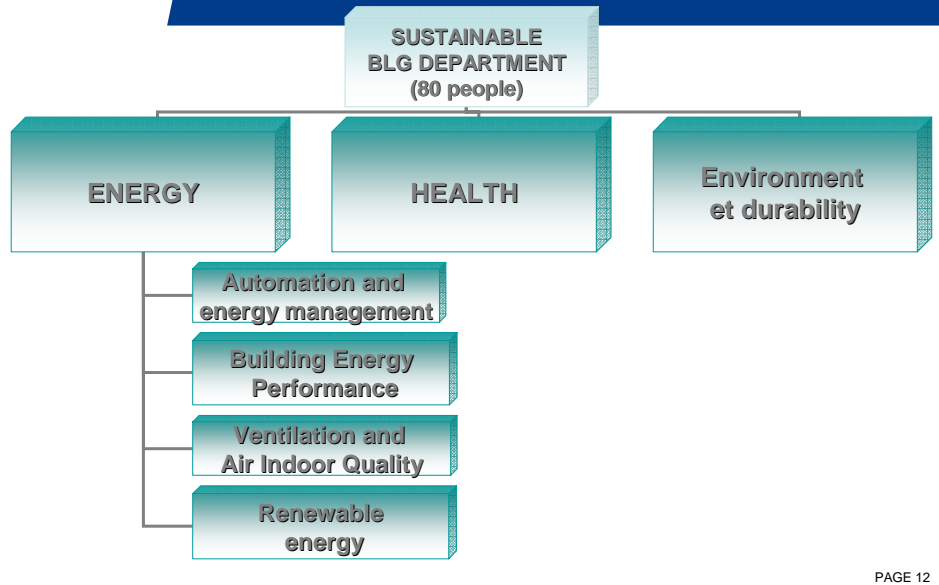 SUSTAINABLE
BLG DEPARTMENT
(80 people)
ENERGY
HEALTH
Environment
et durability
Automation and
energy management
Building Energy
Performance
Ventilation and
Air Indoor Quality
Renewable
energy
PAGE 12